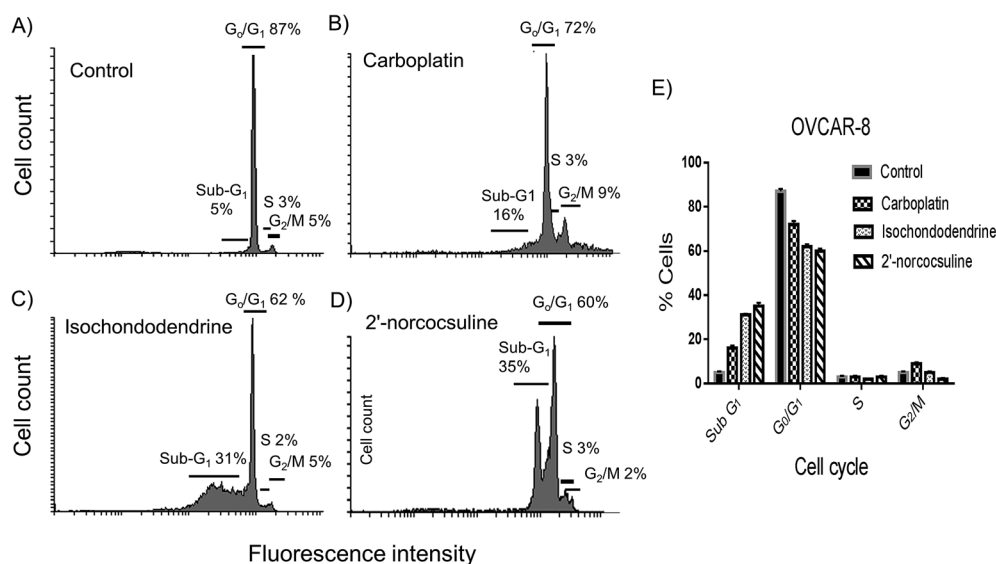 A)
G₀/G₁ 87%
Control
Cell count
Sub-G₁
5%
S 3%
G₂/M 5%
B)
G₀/G₁ 72%
Carboplatin
S 3%
Sub-G1
16%
G₂/M 9%
C)
G₀/G₁ 62 %
Isochondodendrine
Cell count
S 2%
Sub-G₁ 31%
G₂/M 5%
D)
G₀/G₁ 60%
2'-norcocsuline
Sub-G₁
35%
Cell count
S 3%
G₂/M 2%
Fluorescence intensity
E)
OVCAR-8
Control
Carboplatin
Isochondodendrine
2'-norcocsuline
% Cells
100
80
60
40
20
0
Sub G₁
G₀/G₁
S
G₂/M
Cell cycle